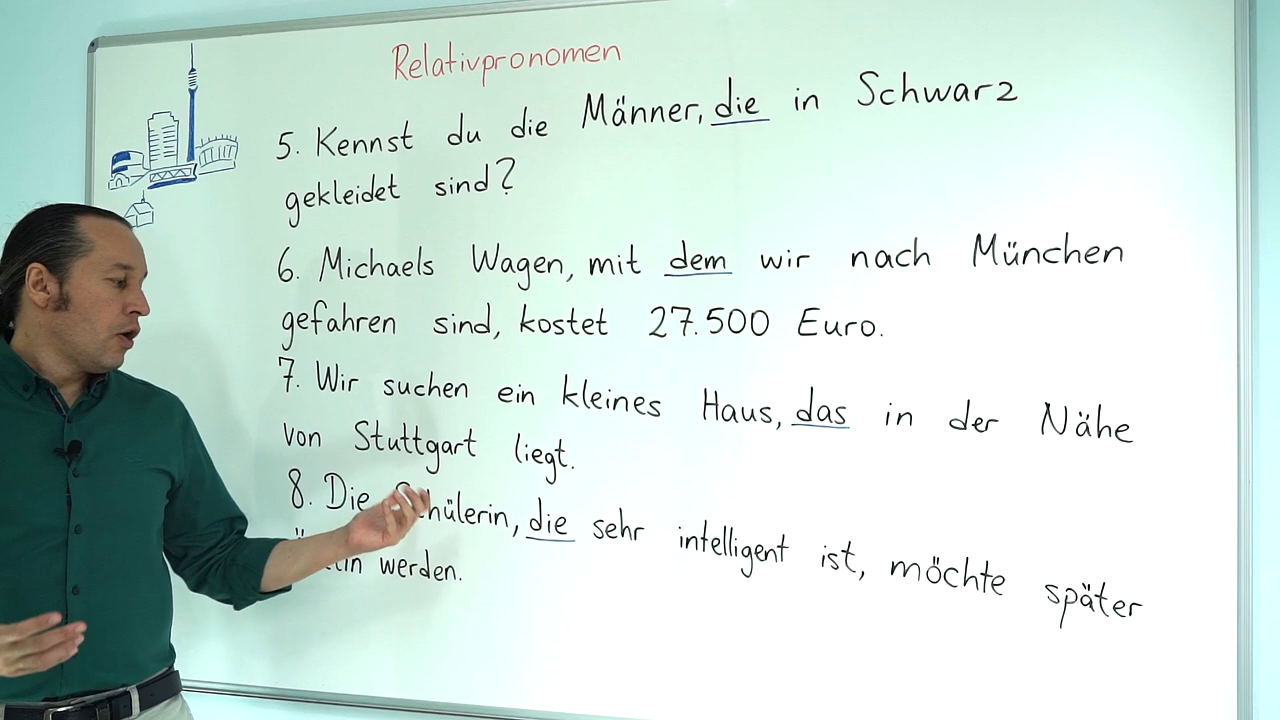 Relativpronomen
5. Kennst du die Männer, die in Schwarz
gekleidet sind?
6. Michaels Wagen, mit dem wir nach München
gefahren sind, kostet 27.500 Euro.
7. Wir suchen ein kleines Haus, das in der Nähe
von Stuttgart liegt.
8. Die Schülerin, die sehr intelligent ist, möchte später
werden.